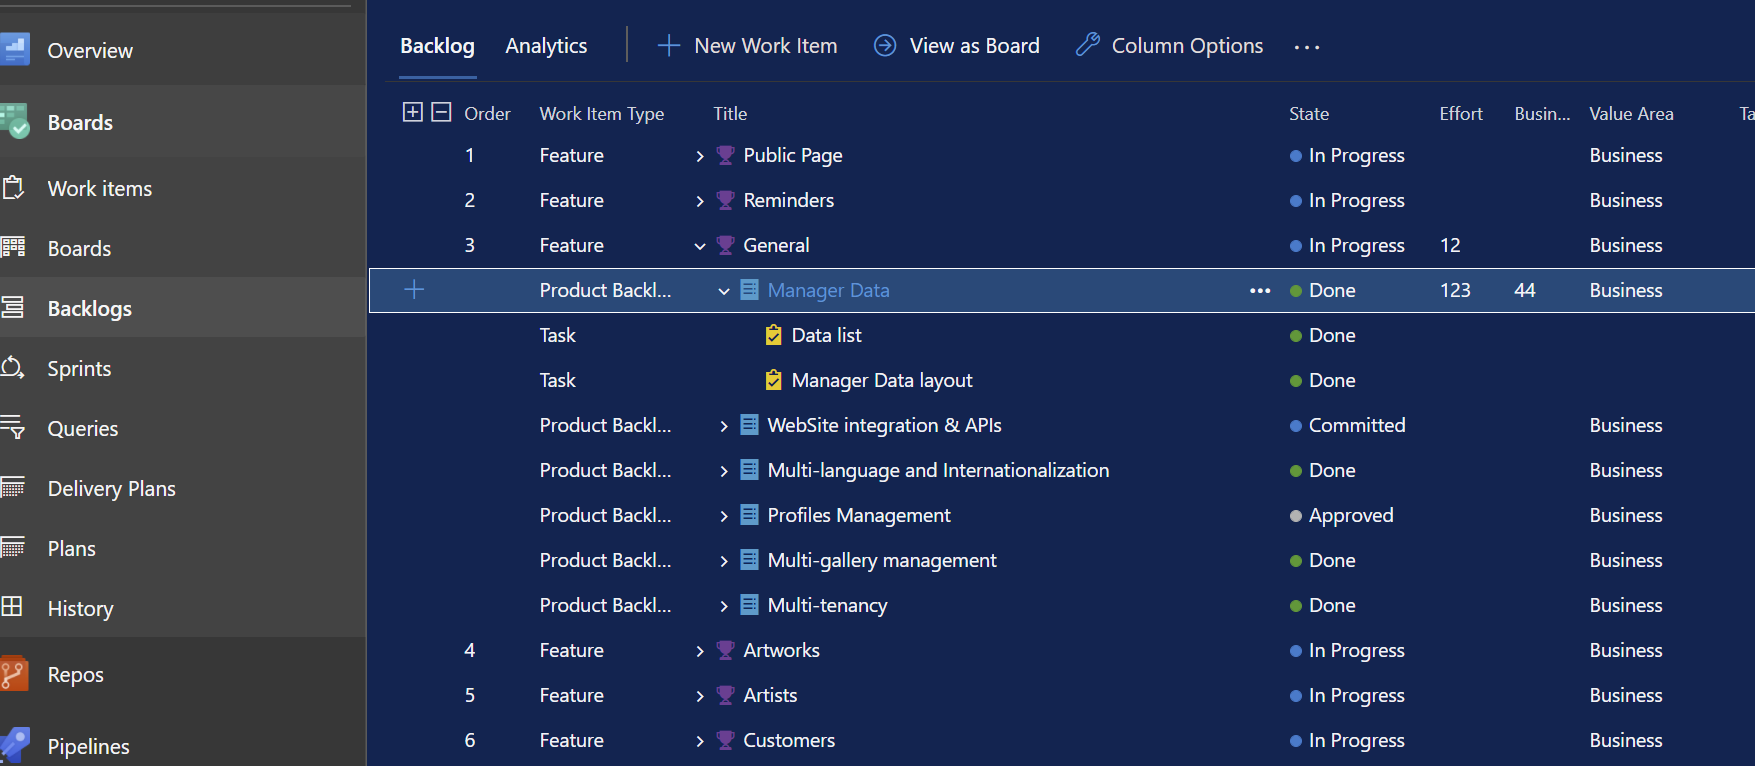 Overview
Boards
Work items
Boards
Backlogs
Sprints
Queries
Delivery Plans
Plans
History
Repos
Pipelines
Backlog Analytics New Work Item View as Board Column Options ...
Order Work Item Type Title State Effort Busin... Value Area Ta
1 Feature Public Page In Progress Business
2 Feature Reminders In Progress Business
3 Feature General In Progress 12 Business
Product Backl... Manager Data ... Done 123 44 Business
Task Data list Done
Task Manager Data layout Done
Product Backl... WebSite integration & APIs Committed Business
Product Backl... Multi-language and Internationalization Done Business
Product Backl... Profiles Management Approved Business
Product Backl... Multi-gallery management Done Business
Product Backl... Multi-tenancy Done Business
4 Feature Artworks In Progress Business
5 Feature Artists In Progress Business
6 Feature Customers In Progress Business